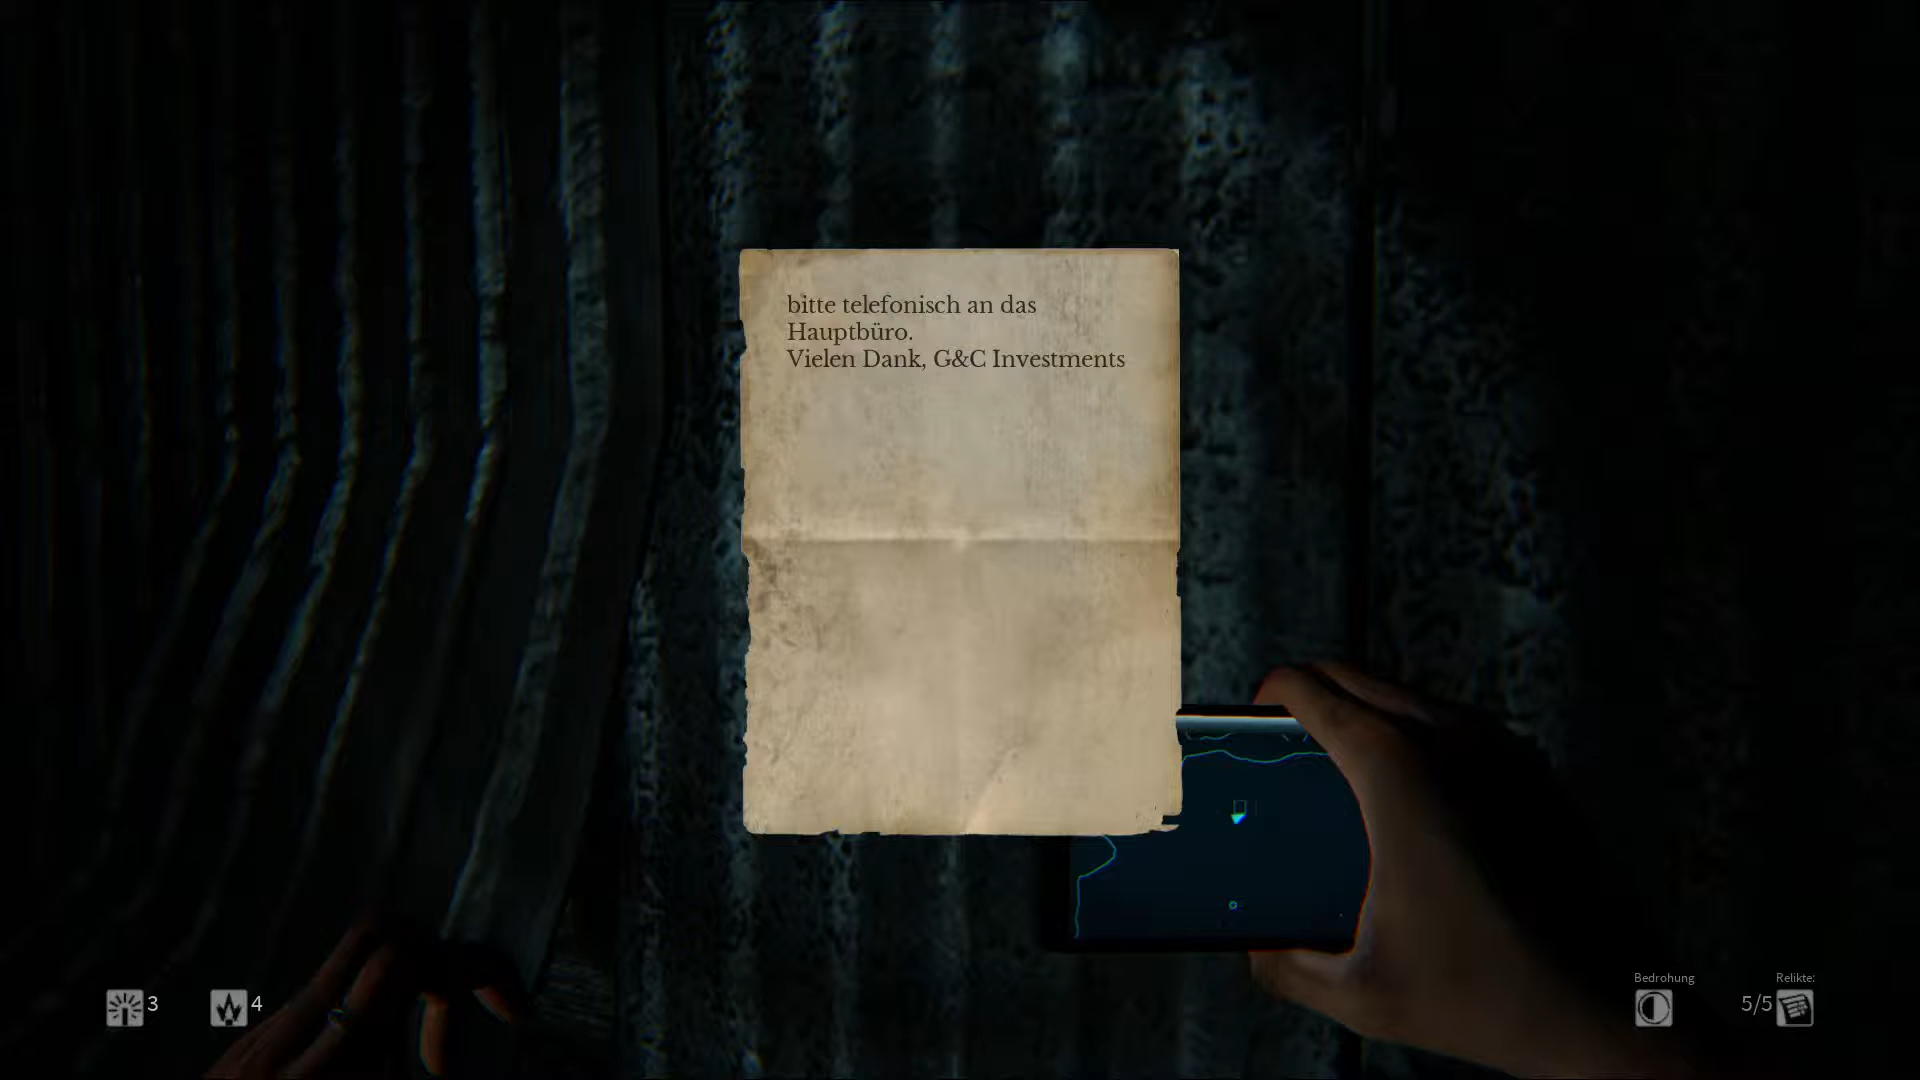 bitte telefonisch an das
Hauptbüro.
Vielen Dank, G&C Investments
3
4
Bedrohung
Relikte:
5/5